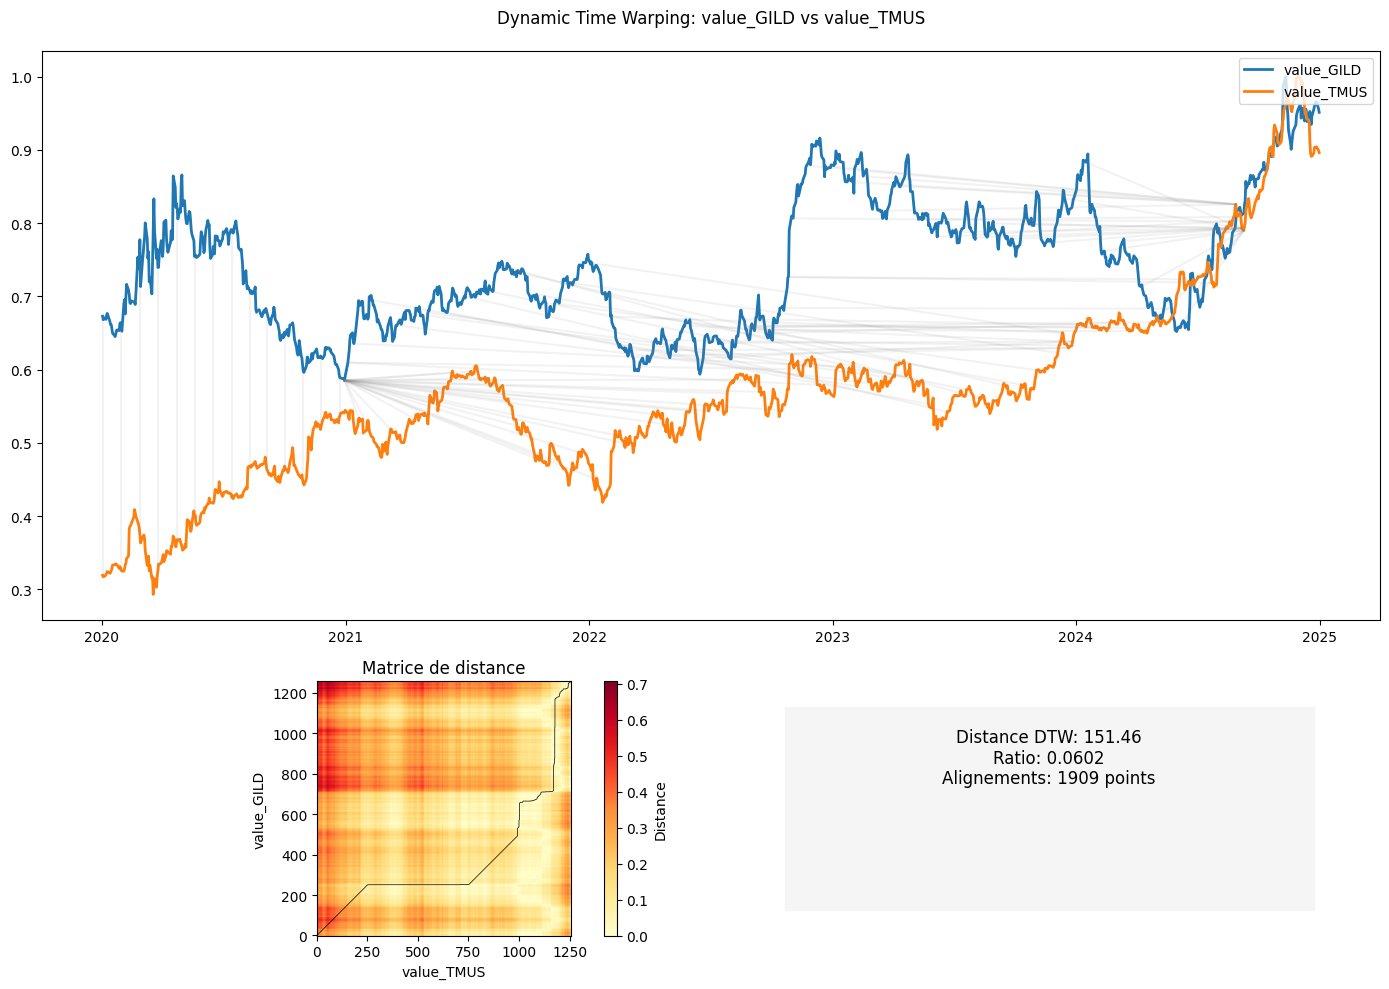 Dynamic Time Warping: value_GILD vs value_TMUS
value_GILD
value_TMUS
1.0
0.9
0.8
0.7
0.6
0.5
0.4
0.3
2020 2021 2022 2023 2024 2025
Matrice de distance
value_GILD
1200
1000
800
600
400
200
0
0 250 500 750 1000 1250
value_TMUS
0.7
0.6
0.5
0.4
0.3
0.2
0.1
0.0
Distance
Distance DTW: 151.46
Ratio: 0.0602
Alignements: 1909 points